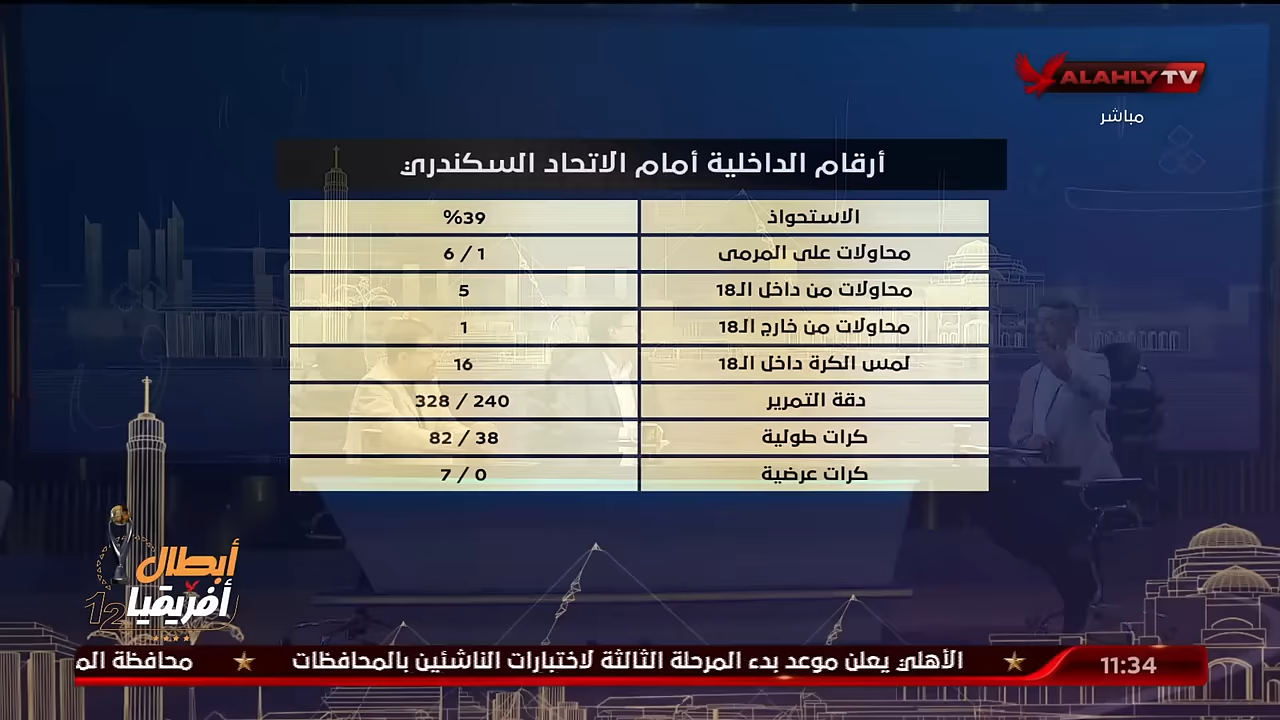 ALAHLY TV
مباشر
أرقام الداخلية أمام الاتحاد السكندري
الاستحواذ %39
محاولات على المرمى 6 / 1
محاولات من داخل الـ18 5
محاولات من خارج الـ18 1
لمس الكرة داخل الـ18 16
دقة التمرير 328 / 240
كرات طولية 82 / 38
كرات عرضية 7 / 0
أبطال
أفريقيا
12
11:34 الأهلي يعلن موعد بدء المرحلة الثالثة لاختبارات الناشئين بالمحافظات محافظة